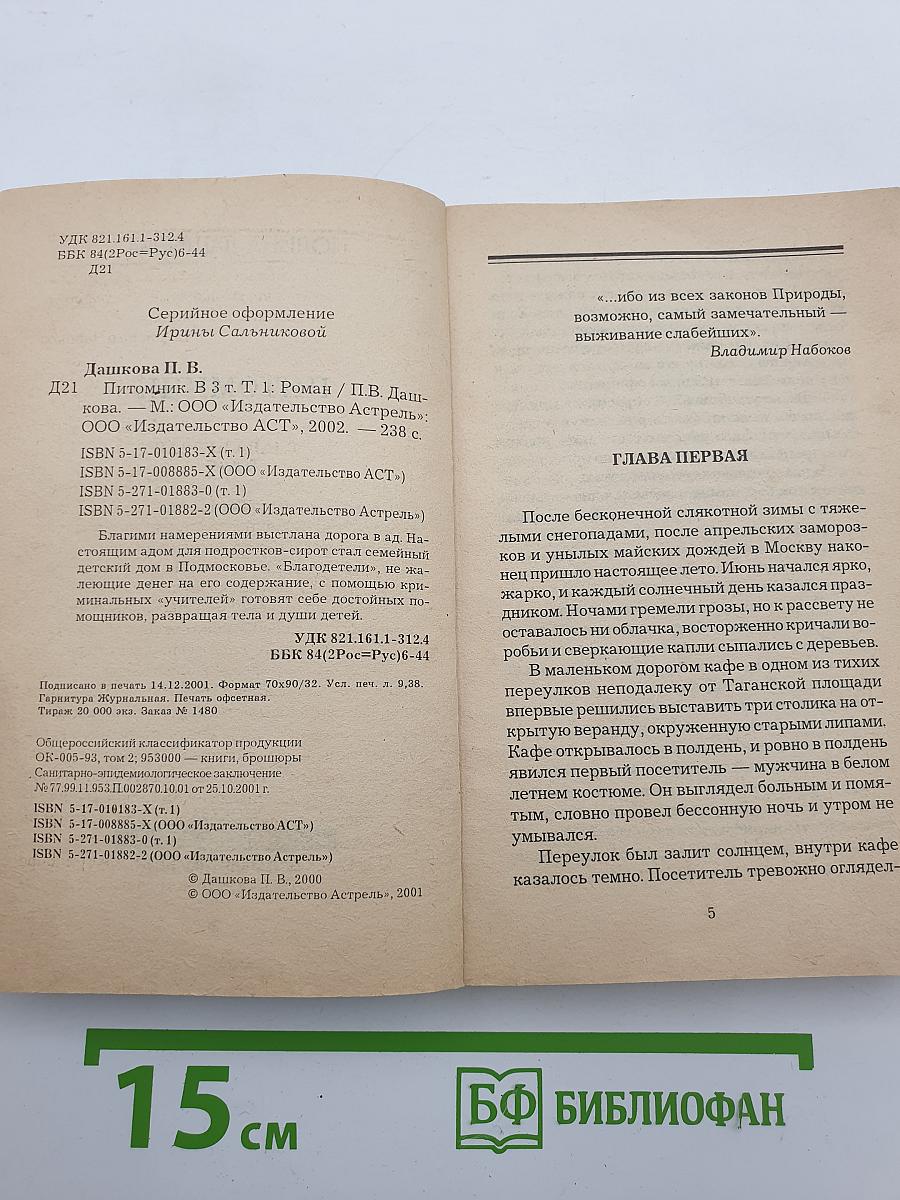 УДК 821.161.1-312.4
ББК 84(2Рос=Рус)6-44
Д21
Серийное оформление
Ирины Сальниковой
Дашкова П. В.
Д21 Питомник. В 3 т. Т. 1: Роман / П.В. Даш-
кова. — М.: ООО «Издательство Астрель»:
ООО «Издательство АСТ», 2002. — 238 с.
ISBN 5-17-010183-X (т. 1)
ISBN 5-17-008885-X (ООО «Издательство АСТ»)
ISBN 5-271-01883-0 (т. 1)
ISBN 5-271-01882-2 (ООО «Издательство Астрель»)
Благими намерениями выстлана дорога в ад. На-
стоящим адом для подростков-сирот стал семейный
детский дом в Подмосковье. «Благодетели», не жа-
леющие денег на его содержание, с помощью кри-
минальных «учителей» готовят себе достойных по-
мощников, развращая тела и души детей.
УДК 821.161.1-312.4
ББК 84(2Рос=Рус)6-44
Подписано в печать 14.12.2001. Формат 70х90/32. Усл. печ. л. 9,38.
Гарнитура Журнальная. Печать офсетная.
Тираж 20 000 экз. Заказ № 1480
Общероссийский классификатор продукции
ОК-005-93, том 2; 953000 — книги, брошюры
Санитарно-эпидемиологическое заключение
№ 77.99.11.953.П.002870.10.01 от 25.10.2001 г.
ISBN 5-17-010183-X (т. 1)
ISBN 5-17-008885-X (ООО «Издательство АСТ»)
ISBN 5-271-01883-0 (т. 1)
ISBN 5-271-01882-2 (ООО «Издательство Астрель»)
© Дашкова П. В., 2000
© ООО «Издательство Астрель», 2001
«...ибо из всех законов Природы,
возможно, самый замечательный —
выживание слабейших».
Владимир Набоков
ГЛАВА ПЕРВАЯ
После бесконечной слякотной зимы с тяже-
лыми снегопадами, после апрельских замороз-
ков и унылых майских дождей в Москву нако-
нец пришло настоящее лето. Июнь начался ярко,
жарко, и каждый солнечный день казался праз-
дником. Ночами гремели грозы, но к рассвету не
оставалось ни облачка, восторженно кричали во-
робьи и сверкающие капли сыпались с деревьев.
В маленьком дорогом кафе в одном из тихих
переулков неподалеку от Таганской площади
впервые решились выставить три столика на от-
крытую веранду, окруженную старыми липами.
Кафе открывалось в полдень, и ровно в полдень
явился первый посетитель — мужчина в белом
летнем костюме. Он выглядел больным и помя-
тым, словно провел бессонную ночь и утром не
умывался.
Переулок был залит солнцем, внутри кафе
казалось темно. Посетитель тревожно оглядел-
5
15 см
БФ БИБЛИОФАН